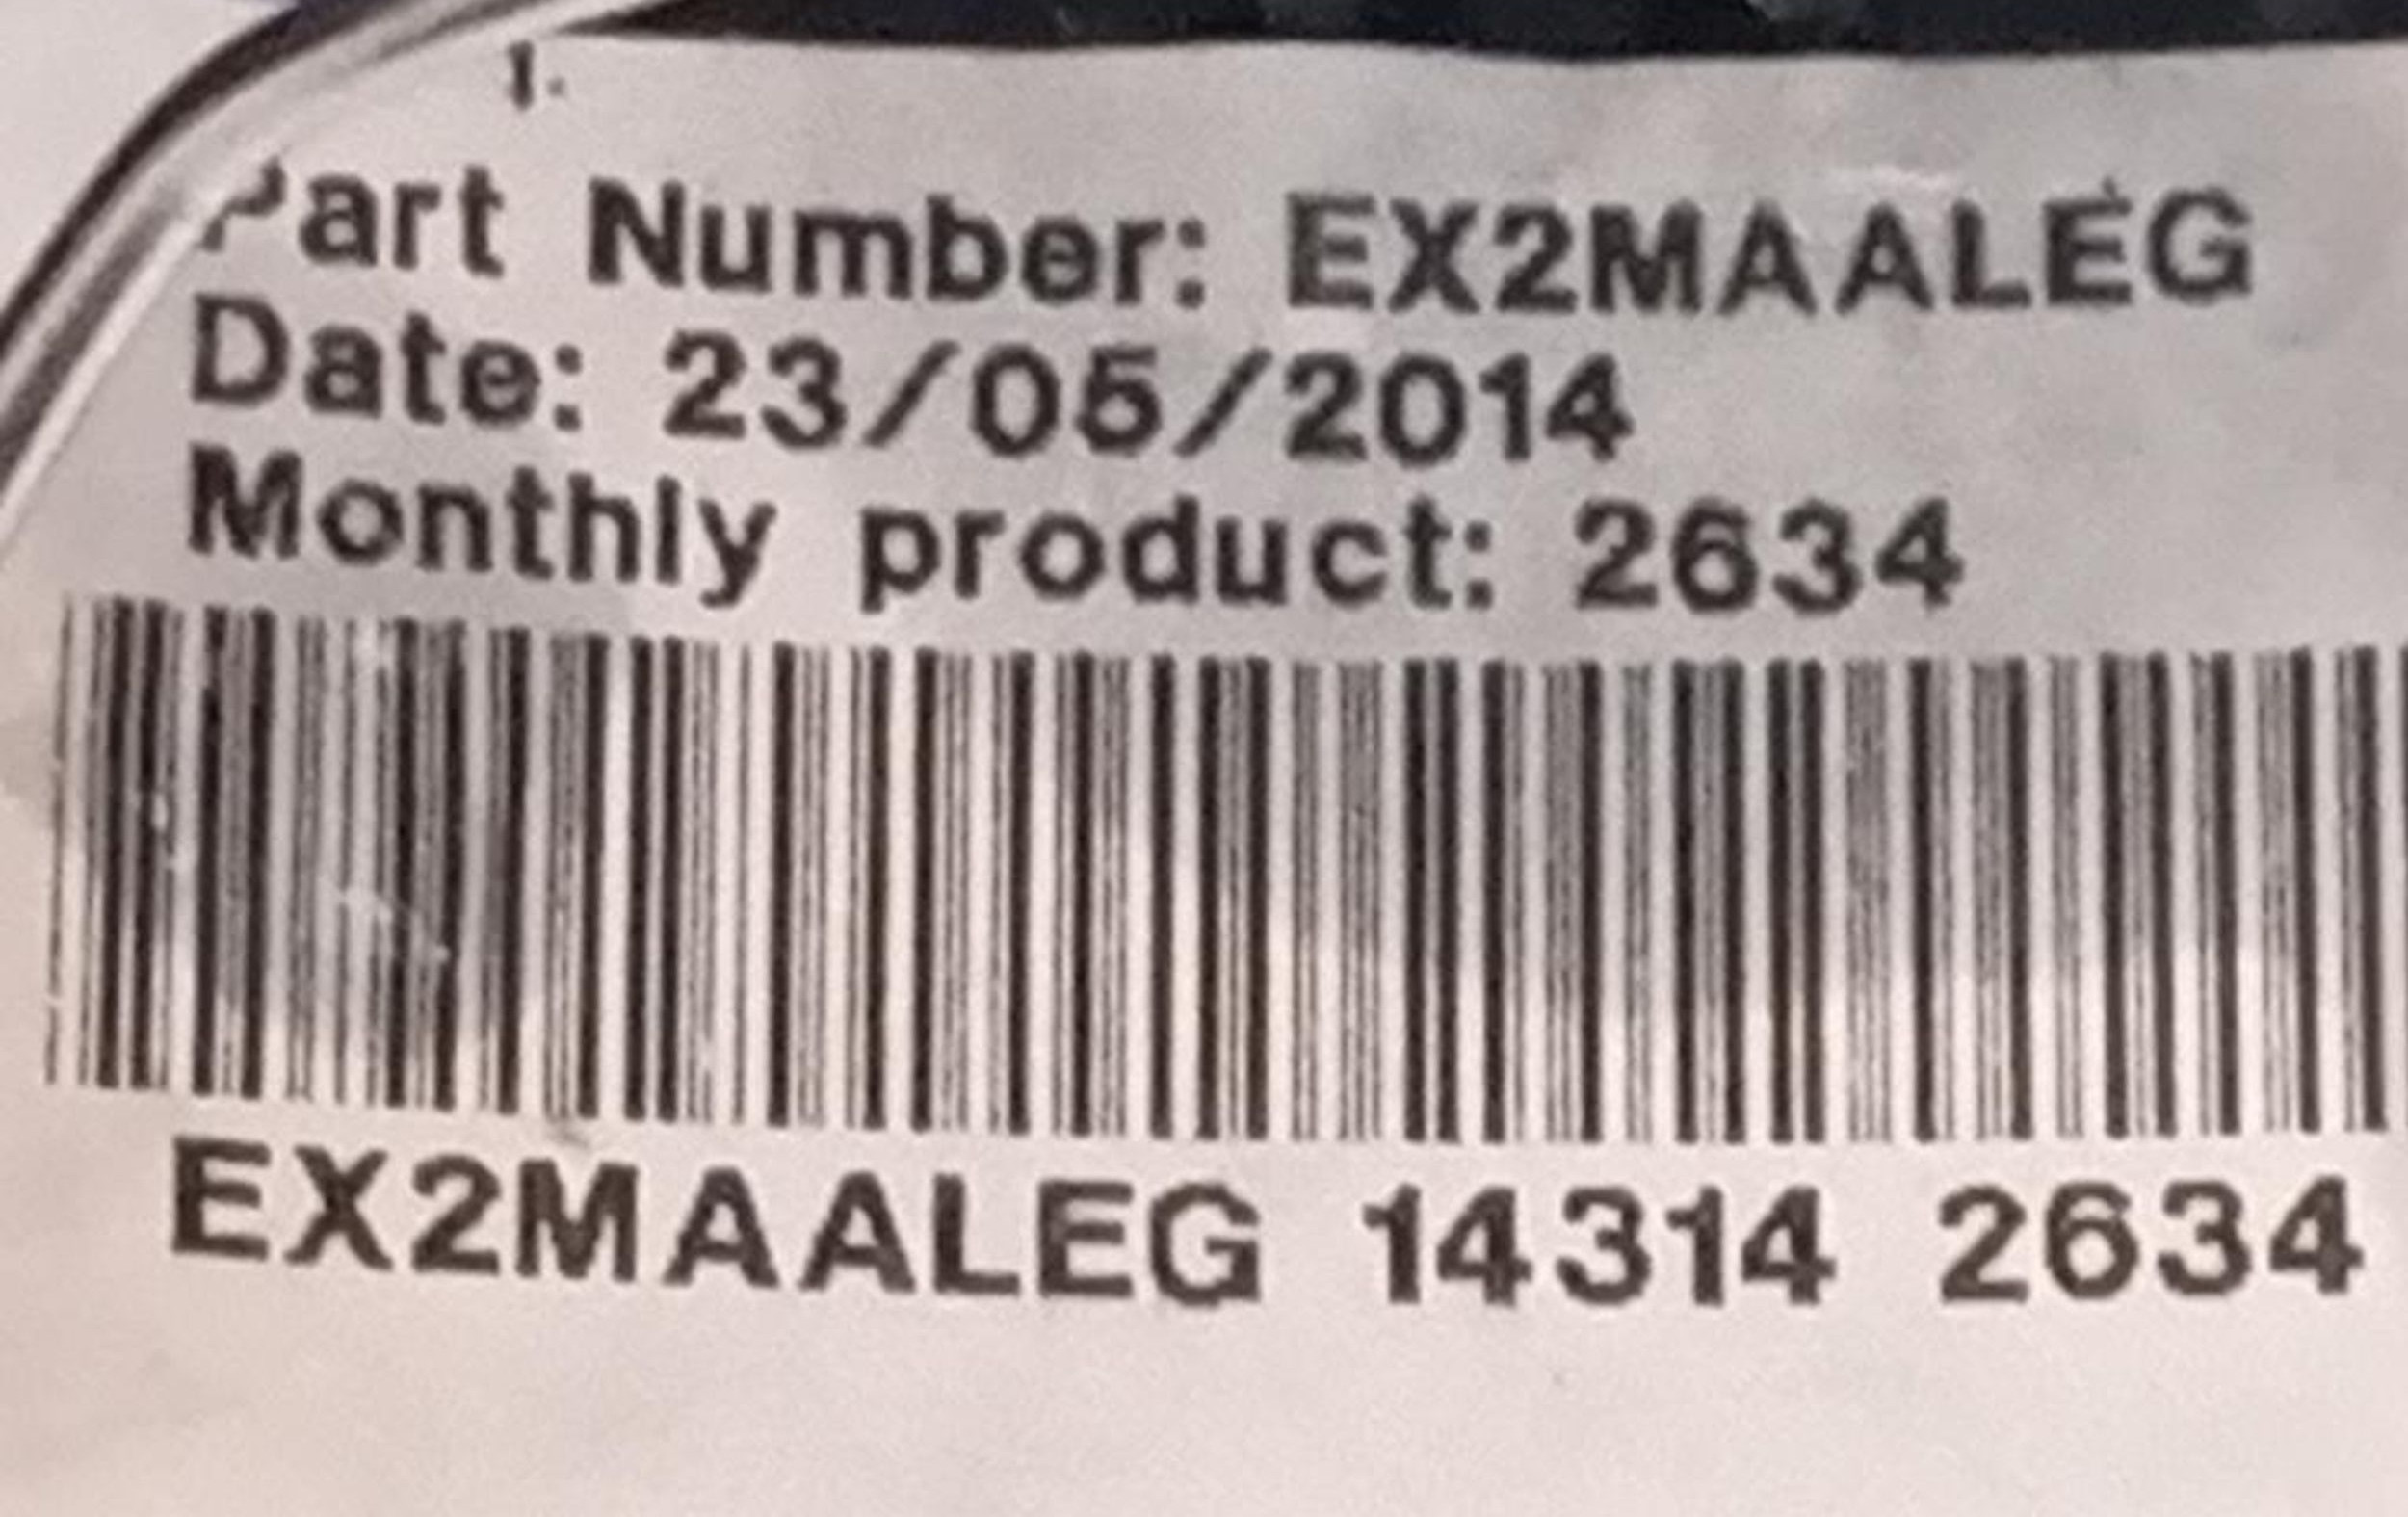 Part Number: EX2MAALEG
Date: 23/05/2014
Monthly product: 2634
EX2MAALEG 14314 2634